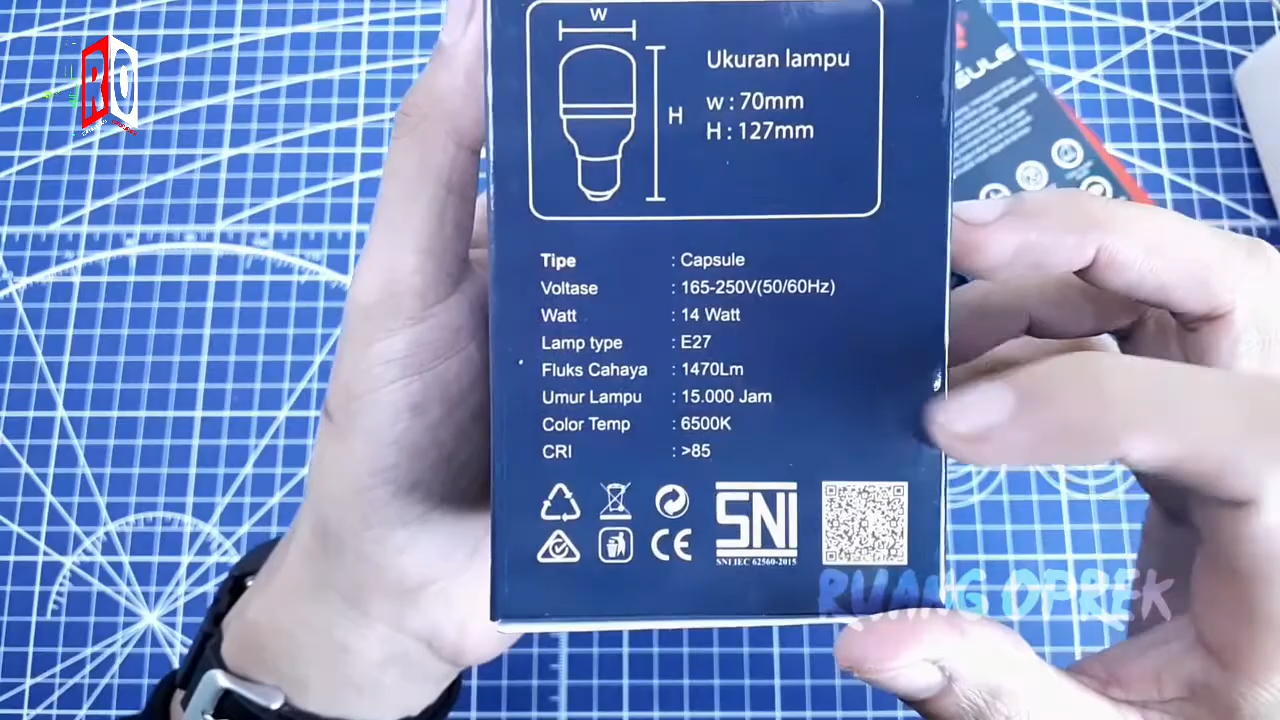 RO
W
H
Ukuran lampu
w : 70mm
H : 127mm
SULE
Tipe : Capsule
Voltase : 165-250V(50/60Hz)
Watt : 14 Watt
Lamp type : E27
Fluks Cahaya : 1470Lm
Umur Lampu : 15.000 Jam
Color Temp : 6500K
CRI : >85
CE
SNI
SNI IEC 62560-2015
RUANG OPREK